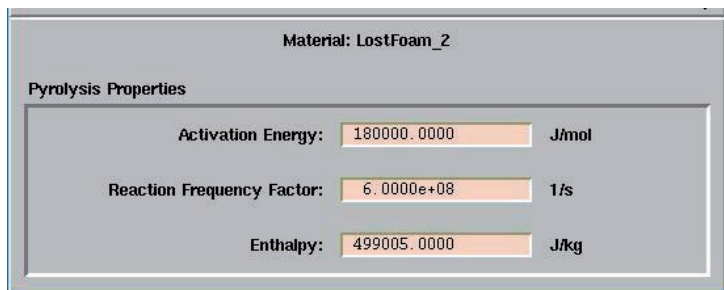 Material: LostFoam_2
Pyrolysis Properties
Activation Energy: 180000.0000 J/mol
Reaction Frequency Factor: 6.0000e+08 1/s
Enthalpy: 499005.0000 J/kg